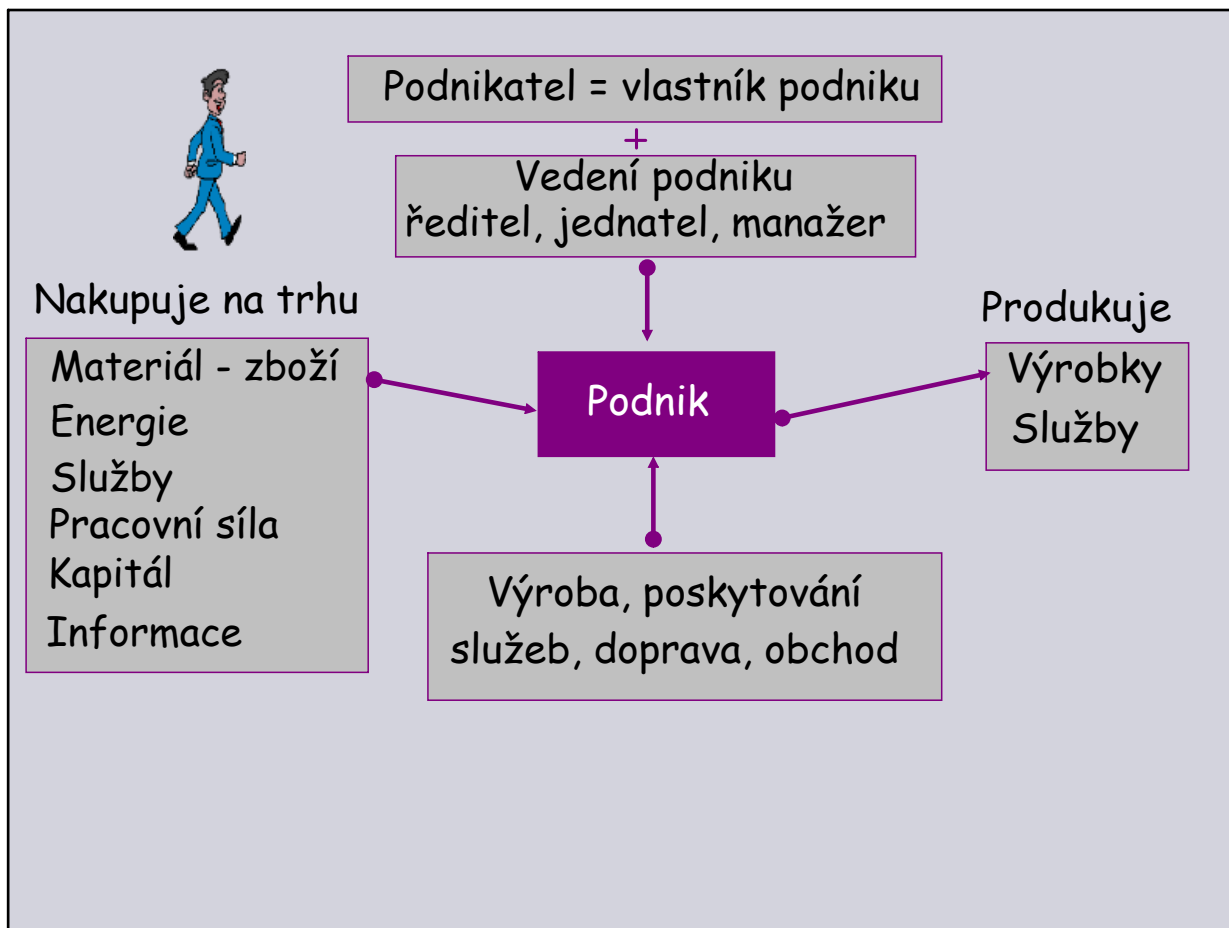 Podnikatel = vlastník podniku
+
Vedení podniku
ředitel, jednatel, manažer
Nakupuje na trhu
Materiál - zboží
Energie
Služby
Pracovní síla
Kapitál
Informace
Podnik
Produkuje
Výrobky
Služby
Výroba, poskytování
služeb, doprava, obchod